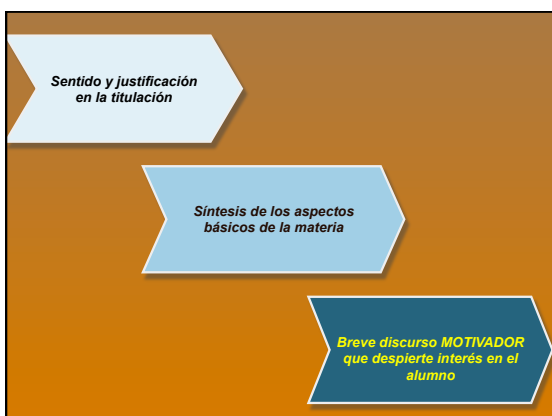 Sentido y justificación
en la titulación
Síntesis de los aspectos
básicos de la materia
Breve discurso MOTIVADOR
que despierte interés en el
alumno